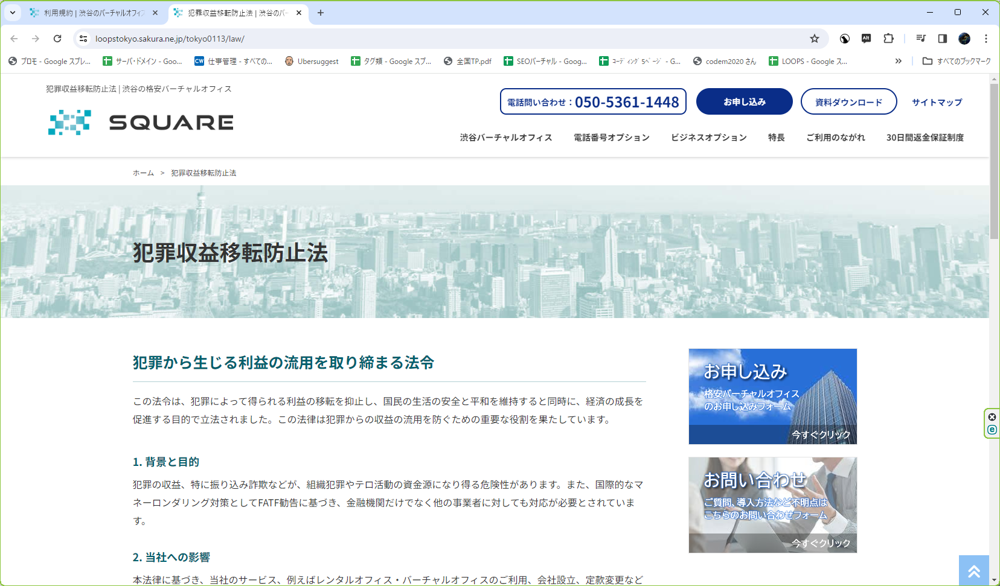 利用規約 | 渋谷のバーチャルオフィ
犯罪収益移転防止法 | 渋谷のバー
loopstokyo.sakura.ne.jp/tokyo0113/law/
Alt
プロモ - Google スプレ...
サーバ・ドメイン - Goo...
CW 仕事管理 - すべての...
Ubersuggest
タグ類 - Google スプ...
全国TP.pdf
SEOバーチャル - Goog...
ｺｰﾃﾞｨﾝｸﾞ 5ﾍﾟｰｼﾞ - G...
codem2020 さん
LOOPS - Google ス...
すべてのブックマーク
犯罪収益移転防止法 | 渋谷の格安バーチャルオフィス
SQUARE
電話問い合わせ：050-5361-1448
お申し込み
資料ダウンロード
サイトマップ
渋谷バーチャルオフィス
電話番号オプション
ビジネスオプション
特長
ご利用のながれ
30日間返金保証制度
ホーム > 犯罪収益移転防止法
犯罪収益移転防止法
犯罪から生じる利益の流用を取り締まる法令
この法令は、犯罪によって得られる利益の移転を抑止し、国民の生活の安全と平和を維持すると同時に、経済の成長を
促進する目的で立法されました。この法律は犯罪からの収益の流用を防ぐための重要な役割を果たしています。
1. 背景と目的
犯罪の収益、特に振り込み詐欺などが、組織犯罪やテロ活動の資金源になり得る危険性があります。また、国際的なマ
ネーロンダリング対策としてFATF勧告に基づき、金融機関だけでなく他の事業者に対しても対応が必要とされていま
す。
2. 当社への影響
本法律に基づき、当社のサービス、例えばレンタルオフィス・バーチャルオフィスのご利用、会社設立、定款変更など
お申し込み
格安バーチャルオフィス
のお申し込みフォーム
今すぐクリック
お問い合わせ
ご質問、導入方法など不明点は
こちらのお問い合わせフォーム
今すぐクリック